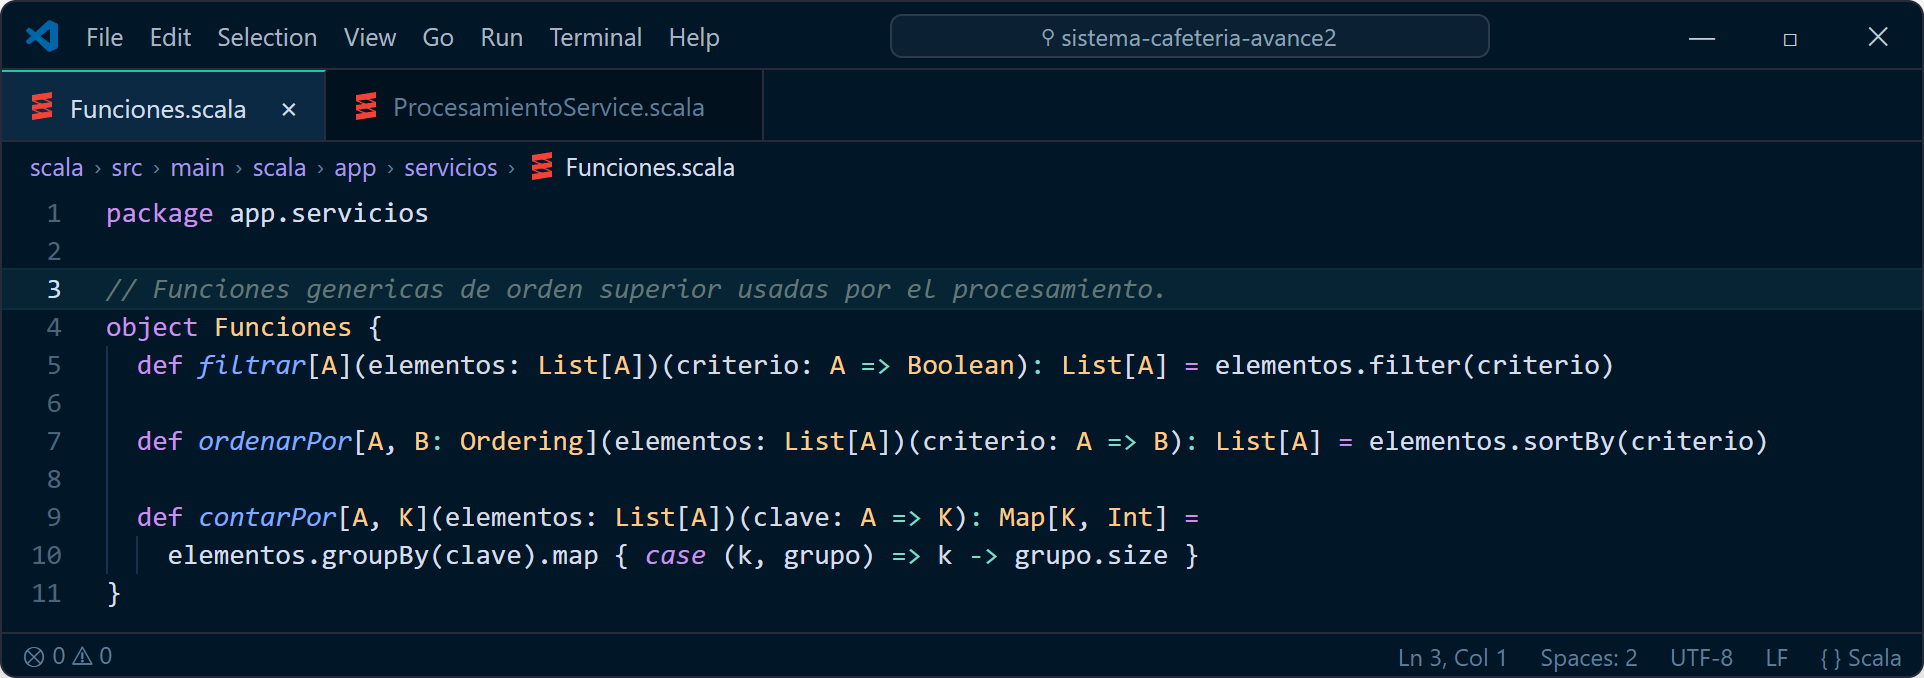 File Edit Selection View Go Run Terminal Help sistema-cafeteria-avance2
Funciones.scala × ProcesamientoService.scala
scala › src › main › scala › app › servicios › Funciones.scala
1 package app.servicios
2
3 // Funciones genericas de orden superior usadas por el procesamiento.
4 object Funciones {
5 def filtrar[A](elementos: List[A])(criterio: A => Boolean): List[A] = elementos.filter(criterio)
6
7 def ordenarPor[A, B: Ordering](elementos: List[A])(criterio: A => B): List[A] = elementos.sortBy(criterio)
8
9 def contarPor[A, K](elementos: List[A])(clave: A => K): Map[K, Int] =
10 elementos.groupBy(clave).map { case (k, grupo) => k -> grupo.size }
11 }
0 0 Ln 3, Col 1 Spaces: 2 UTF-8 LF { } Scala